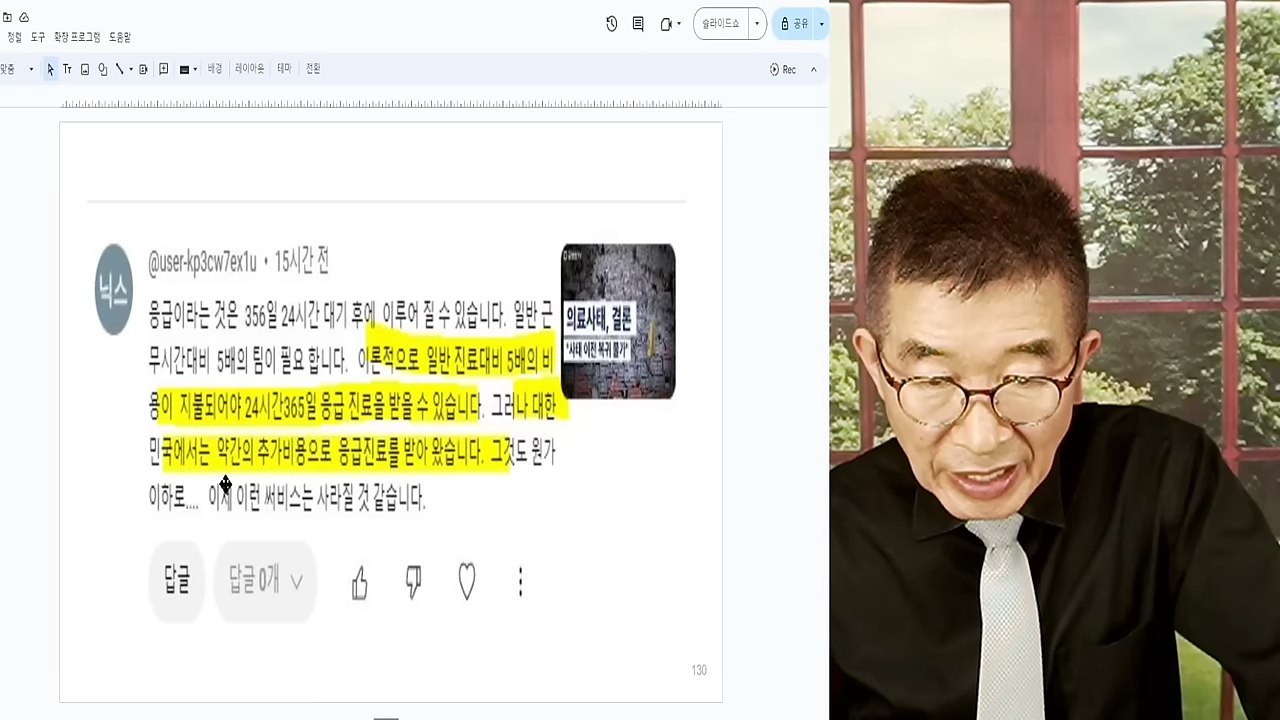 정렬 도구 확장 프로그램 도움말
슬라이드쇼
공유
맞춤
배경 레이아웃 테마 전환
Rec
닉스
@user-kp3cw7ex1u • 15시간 전
응급이라는 것은 356일 24시간 대기 후에 이루어 질 수 있습니다. 일반 근
무시간대비 5배의 팀이 필요 합니다. 이론적으로 일반 진료대비 5배의 비
용이 지불되어야 24시간365일 응급 진료을 받을 수 있습니다. 그러나 대한
민국에서는 약간의 추가비용으로 응급진료를 받아 왔습니다. 그것도 원가
이하로.... 이제 이런 써비스는 사라질 것 같습니다.
의료사태, 결론
"사태 이전 복귀 불가"
답글
답글 0개
130